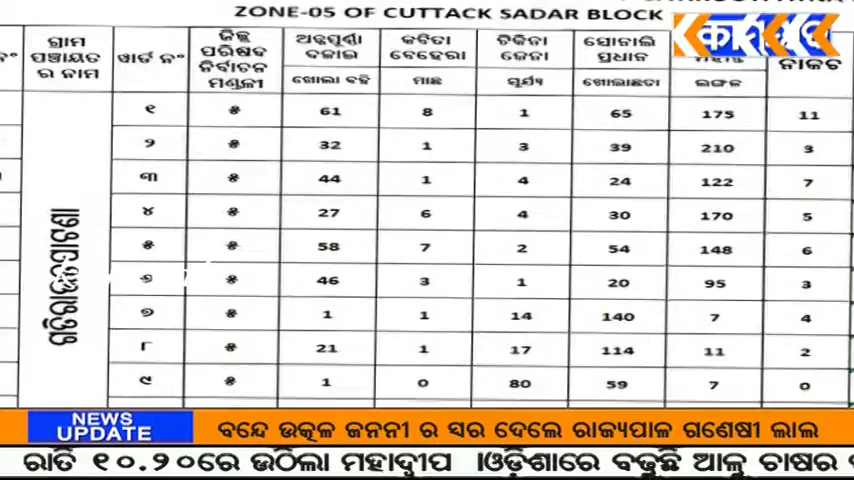 ZONE-05 OF CUTTACK SADAR BLOCK
ଗ୍ରାମ ପଞ୍ଚାୟତ ର ନାମ
ୱାର୍ଡ ନଂ
ଜିଲ୍ଲା ପରିଷଦ ନିର୍ବାଚନ ମଣ୍ଡଳୀ
ଅନ୍ନପୂର୍ଣ୍ଣା ଦଳାଇ
କବିତା ବେହେରା
ଟିକିନା ଜେନା
ସୋନାଲି ପ୍ରଧାନ
ନାକଚ
ଖୋଲା ବହି ମାଛ ସୂର୍ଯ୍ୟ ଖୋଲାଛତା ଲଙ୍ଗଳ
୧ ୫ 61 8 1 65 175 11
୨ ୫ 32 1 3 39 210 3
୩ ୫ 44 1 4 24 122 7
୪ ୫ 27 6 4 30 170 5
୫ ୫ 58 7 2 54 148 6
୬ ୫ 46 3 1 20 95 3
୭ ୫ 1 1 14 140 7 4
୮ ୫ 21 1 17 114 11 2
୯ ୫ 1 0 80 59 7 0
NEWS UPDATE
ବନ୍ଦେ ଉତ୍କଳ ଜନନୀ ର ସ୍ୱର ଦେଲେ ରାଜ୍ୟପାଳ ଗଣେଷୀ ଲାଲ
ରାତି ୧୦.୨୦ରେ ଉଠିଲା ମହାଦ୍ୱୀପ ।ଓଡ଼ିଶାରେ ବଢୁଛି ଆଳୁ ଚାଷର